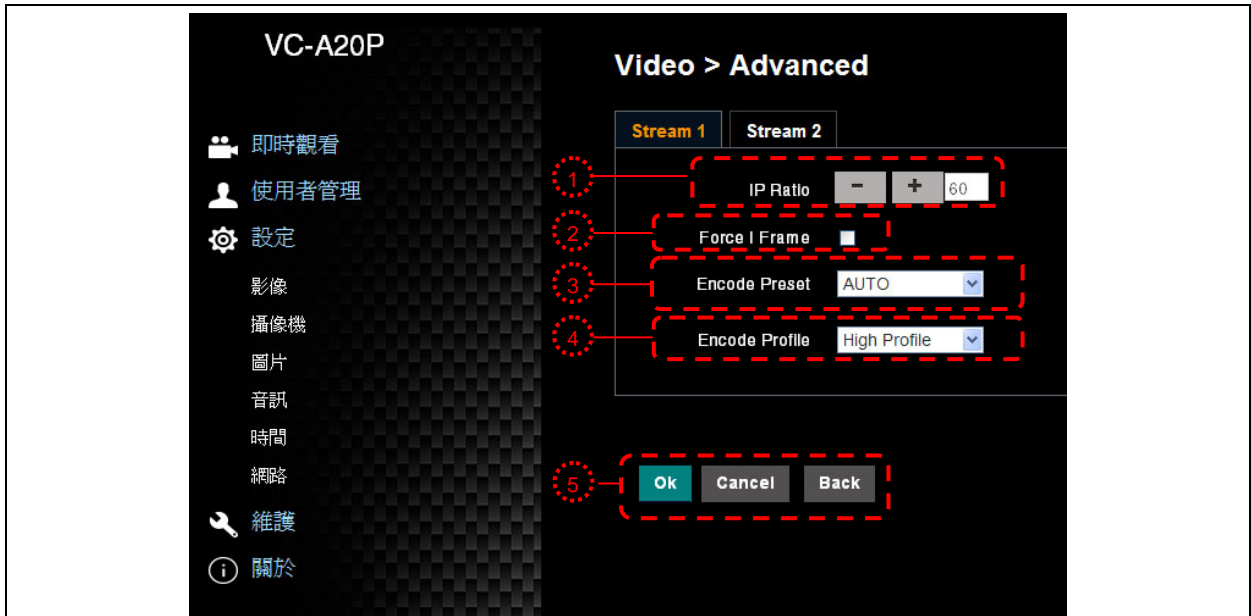 VC-A20P
即時觀看
使用者管理
設定
影像
攝像機
圖片
音訊
時間
網路
維護
關於
Video > Advanced
Stream 1 Stream 2
1 IP Ratio - + 60
2 Force I Frame
3 Encode Preset AUTO
4 Encode Profile High Profile
5 Ok Cancel Back